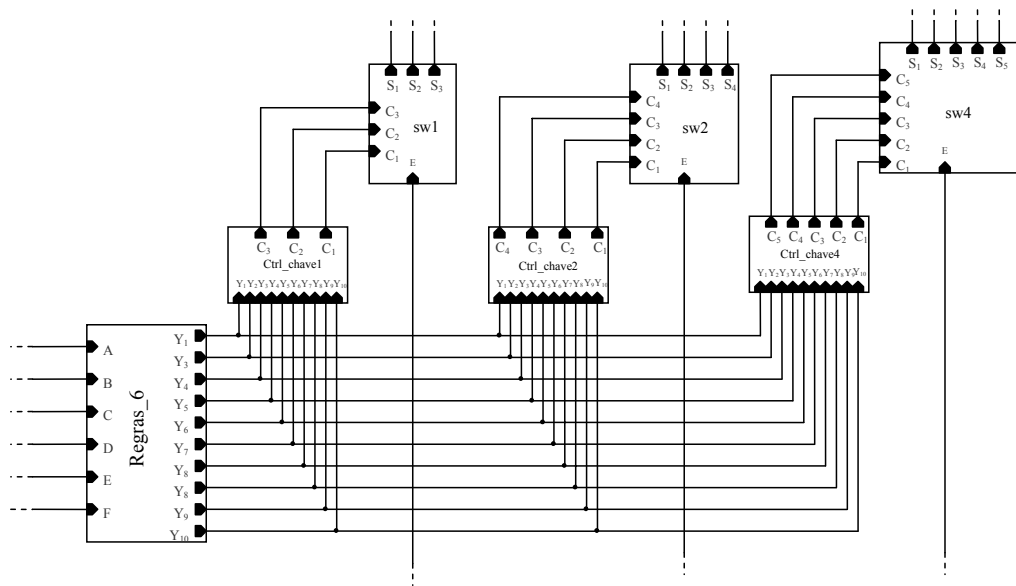 S₁ S₂ S₃
C₃
C₂
C₁
sw1
E
S₁ S₂ S₃ S₄
C₄
C₃
C₂
C₁
sw2
E
S₁ S₂ S₃ S₄ S₅
C₅
C₄
C₃
C₂
C₁
sw4
E
C₃ C₂ C₁
Ctrl_chave1
Y₁ Y₂ Y₃ Y₄ Y₅ Y₆ Y₇ Y₈ Y₉ Y₁₀
C₄ C₃ C₂ C₁
Ctrl_chave2
Y₁ Y₂ Y₃ Y₄ Y₅ Y₆ Y₇ Y₈ Y₉ Y₁₀
C₅ C₄ C₃ C₂ C₁
Ctrl_chave4
Y₁ Y₂ Y₃ Y₄ Y₅ Y₆ Y₇ Y₈ Y₉ Y₁₀
A
B
C
D
E
F
Regras_6
Y₁
Y₃
Y₄
Y₅
Y₆
Y₇
Y₈
Y₈
Y₉
Y₁₀